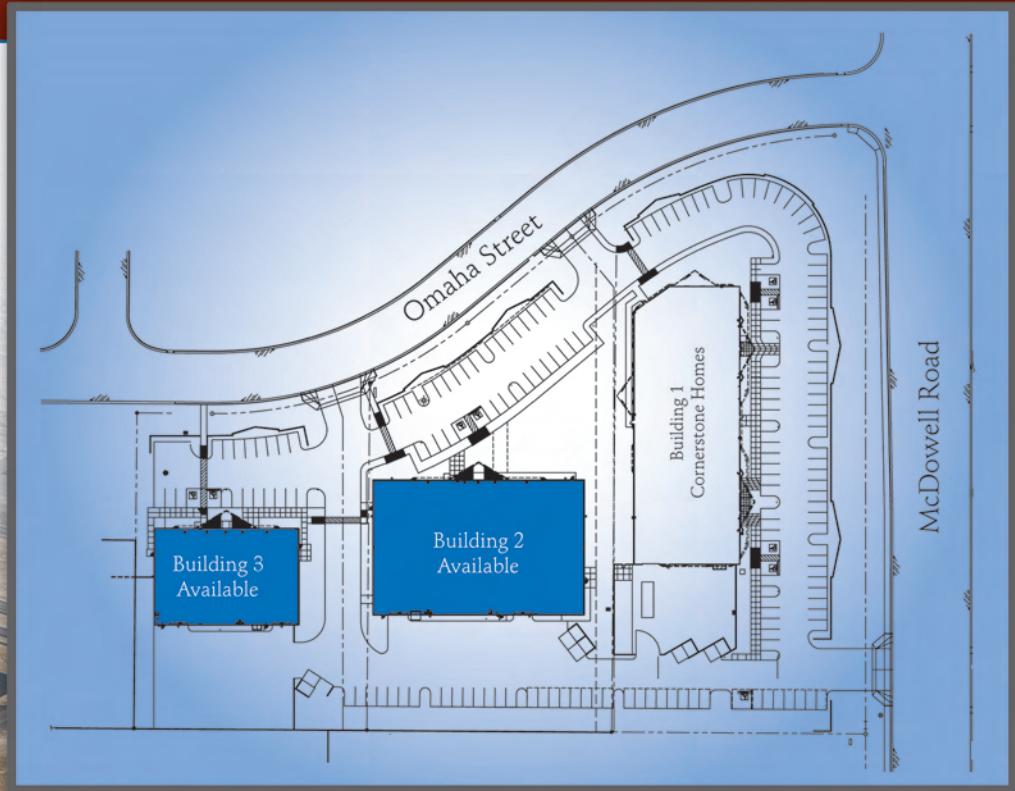 Omaha Street
McDowell Road
Building 1
Cornerstone Homes
Building 2
Available
Building 3
Available